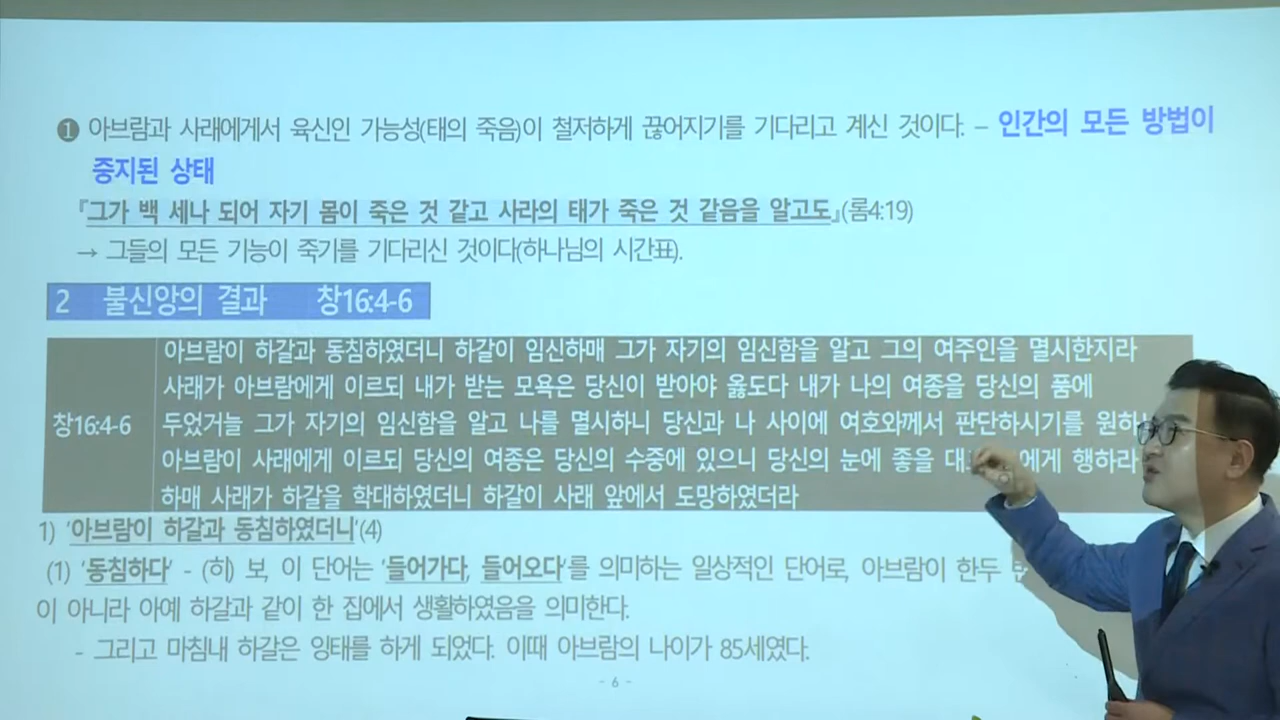 ❶ 아브람과 사래에게서 육신인 가능성(태의 죽음)이 철저하게 끊어지기를 기다리고 계신 것이다. – 인간의 모든 방법이
중지된 상태
『그가 백 세나 되어 자기 몸이 죽은 것 같고 사라의 태가 죽은 것 같음을 알고도』(롬4:19)
→ 그들의 모든 기능이 죽기를 기다리신 것이다(하나님의 시간표).
2 불신앙의 결과 창16:4-6
아브람이 하갈과 동침하였더니 하갈이 임신하매 그가 자기의 임신함을 알고 그의 여주인을 멸시한지라
사래가 아브람에게 이르되 내가 받는 모욕은 당신이 받아야 옳도다 내가 나의 여종을 당신의 품에
창16:4-6 두었거늘 그가 자기의 임신함을 알고 나를 멸시하니 당신과 나 사이에 여호와께서 판단하시기를
아브람이 사래에게 이르되 당신의 여종은 당신의 수중에 있으니 당신의 눈에 좋을 행하라
하매 사래가 하갈을 학대하였더니 하갈이 사래 앞에서 도망하였더라
1) '아브람이 하갈과 동침하였더니'(4)
(1) '동침하다' - (히) 보, 이 단어는 '들어가다, 들어오다'를 의미하는 일상적인 단어로, 아브람이 한두
이 아니라 아예 하갈과 같이 한 집에서 생활하였음을 의미한다.
- 그리고 마침내 하갈은 잉태를 하게 되었다. 이때 아브람의 나이가 85세였다.
- 6 -